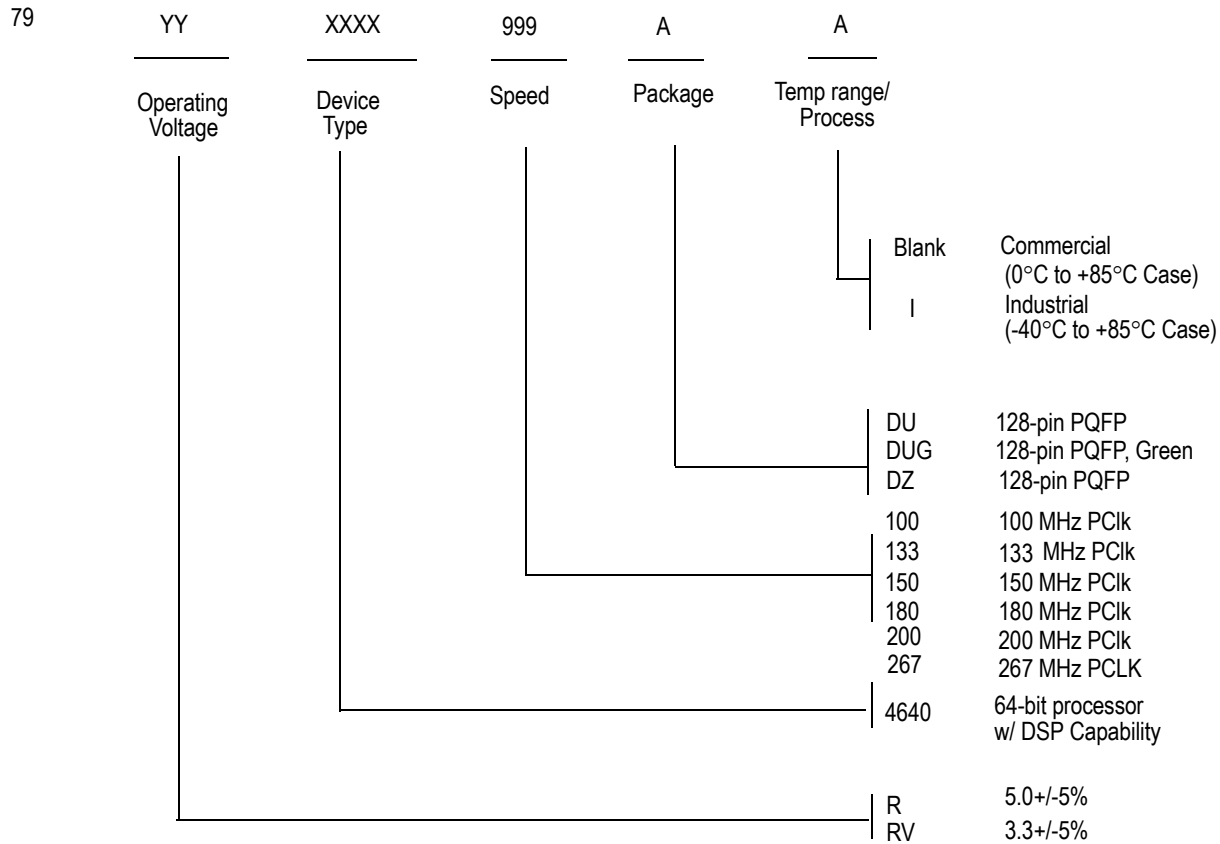 79 YY XXXX 999 A A
Operating
Voltage
Device
Type
Speed
Package
Temp range/
Process
Blank Commercial
(0°C to +85°C Case)
I Industrial
(-40°C to +85°C Case)
DU 128-pin PQFP
DUG 128-pin PQFP, Green
DZ 128-pin PQFP
100 100 MHz PClk
133 133 MHz PClk
150 150 MHz PClk
180 180 MHz PClk
200 200 MHz PClk
267 267 MHz PCLK
4640 64-bit processor
w/ DSP Capability
R 5.0+/-5%
RV 3.3+/-5%